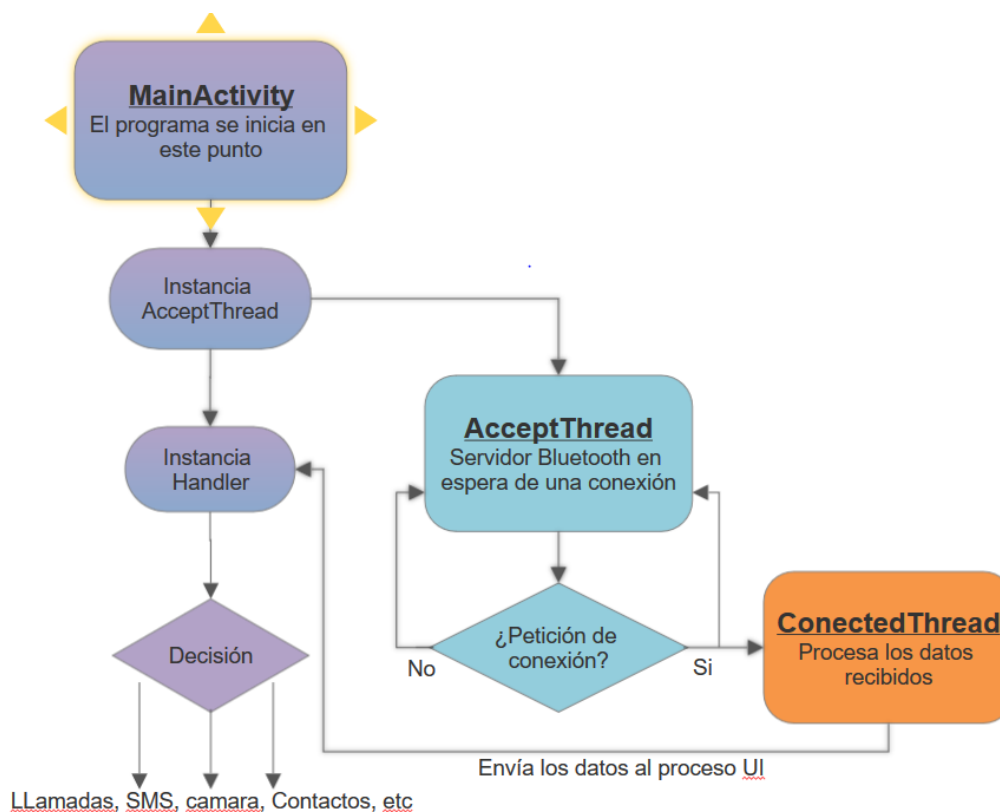 MainActivity
El programa se inicia en
este punto
Instancia
AcceptThread
AcceptThread
Servidor Bluetooth en
espera de una conexión
Instancia
Handler
¿Petición de
conexión?
No
Si
ConectedThread
Procesa los datos
recibidos
Decisión
Envía los datos al proceso UI
LLamadas, SMS, camara, Contactos, etc